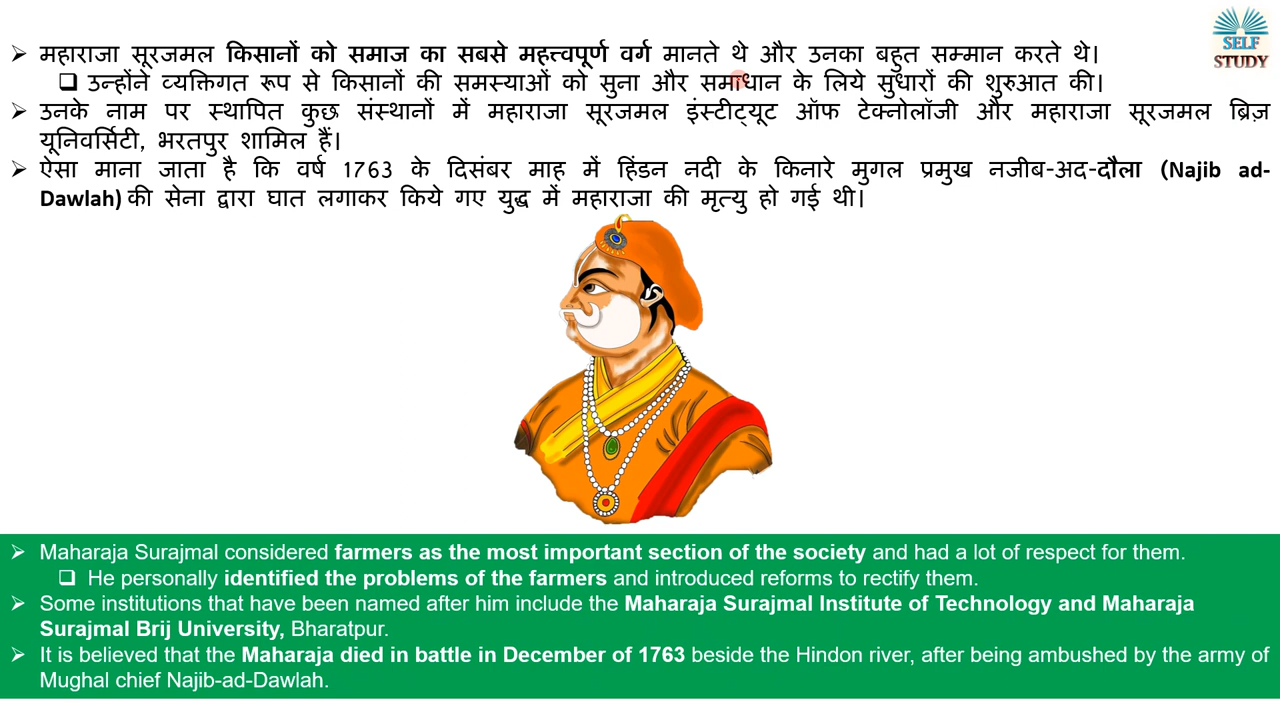 SELF
STUDY
➢ महाराजा सूरजमल किसानों को समाज का सबसे महत्त्वपूर्ण वर्ग मानते थे और उनका बहुत सम्मान करते थे।
❑ उन्होंने व्यक्तिगत रूप से किसानों की समस्याओं को सुना और समाधान के लिये सुधारों की शुरुआत की।
➢ उनके नाम पर स्थापित कुछ संस्थानों में महाराजा सूरजमल इंस्टीट्यूट ऑफ टेक्नोलॉजी और महाराजा सूरजमल ब्रिज़
यूनिवर्सिटी, भरतपुर शामिल हैं।
➢ ऐसा माना जाता है कि वर्ष 1763 के दिसंबर माह में हिंडन नदी के किनारे मुगल प्रमुख नजीब-अद-दौला (Najib ad-
Dawlah) की सेना द्वारा घात लगाकर किये गए युद्ध में महाराजा की मृत्यु हो गई थी।
➢ Maharaja Surajmal considered farmers as the most important section of the society and had a lot of respect for them.
❑ He personally identified the problems of the farmers and introduced reforms to rectify them.
➢ Some institutions that have been named after him include the Maharaja Surajmal Institute of Technology and Maharaja
Surajmal Brij University, Bharatpur.
➢ It is believed that the Maharaja died in battle in December of 1763 beside the Hindon river, after being ambushed by the army of
Mughal chief Najib-ad-Dawlah.